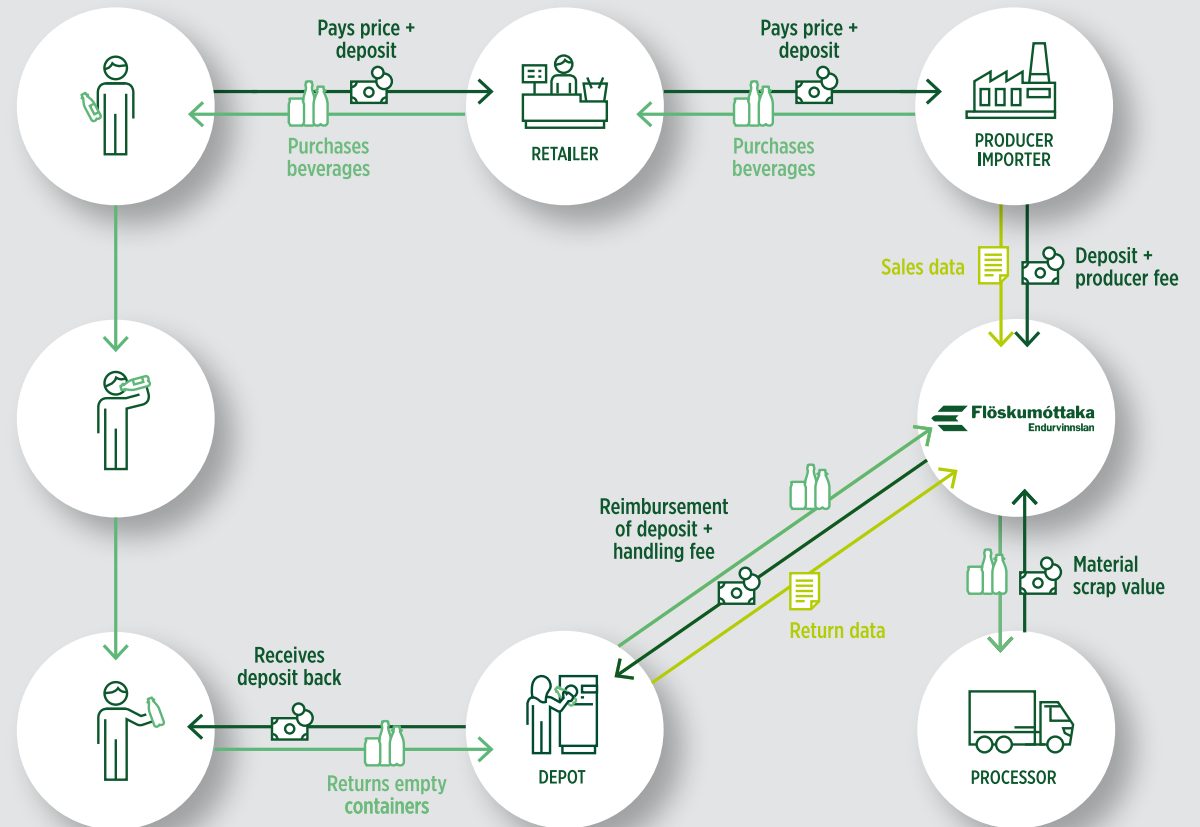 Pays price +
deposit
Pays price +
deposit
Purchases
beverages
RETAILER
Purchases
beverages
PRODUCER
IMPORTER
Sales data
Deposit +
producer fee
Flöskumóttaka
Endurvinnslan
Reimbursement
of deposit +
handling fee
Material
scrap value
Return data
Receives
deposit back
Returns empty
containers
DEPOT
PROCESSOR